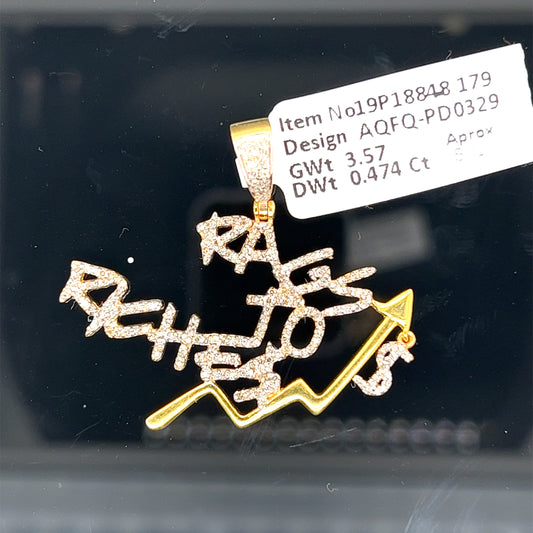 Item No19P18848 179
Design AQFQ-PD0329
GWt 3.57
Aprox
DWt 0.474 Ct
RAGS
TO
RICHES
$